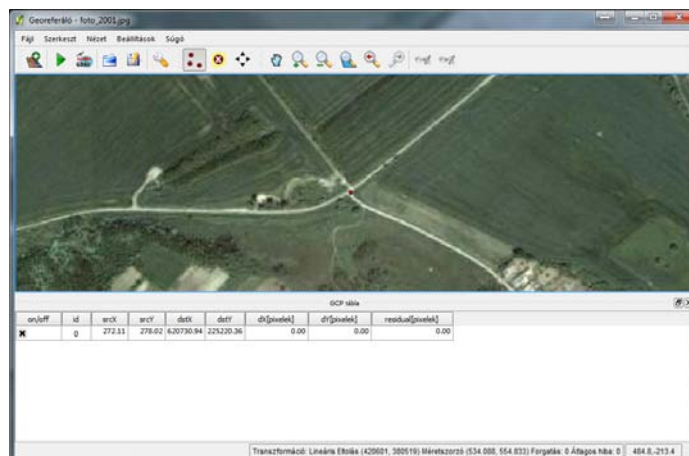 Georeferáló - foto_2001.jpg
Fájl Szerkeszt Nézet Beállítások Súgó
GCP tábla
on/off id srcX srcY dstX dstY dX[pixelek] dY[pixelek] residual[pixelek]
0 272.11 278.02 620730.94 225220.36 0.00 0.00 0.00
Transzformáció: Lineáris Eltolás (420601, 380519) Méretszorzó (534.088, 554.833) Forgatás: 0 Átlagos hiba: 0 484.8,-213.4